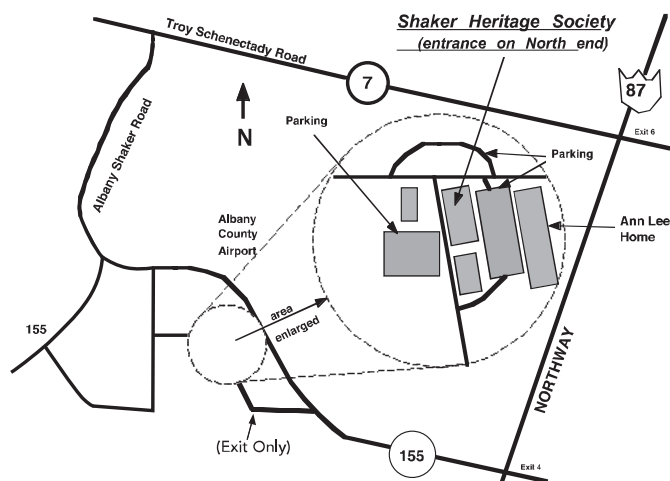 Shaker Heritage Society
(entrance on North end)
Troy Schenectady Road
7
87
Exit 6
N
Parking
Parking
Albany Shaker Road
Albany
County
Airport
Ann Lee
Home
area
enlarged
155
NORTHWAY
(Exit Only)
155
Exit 4